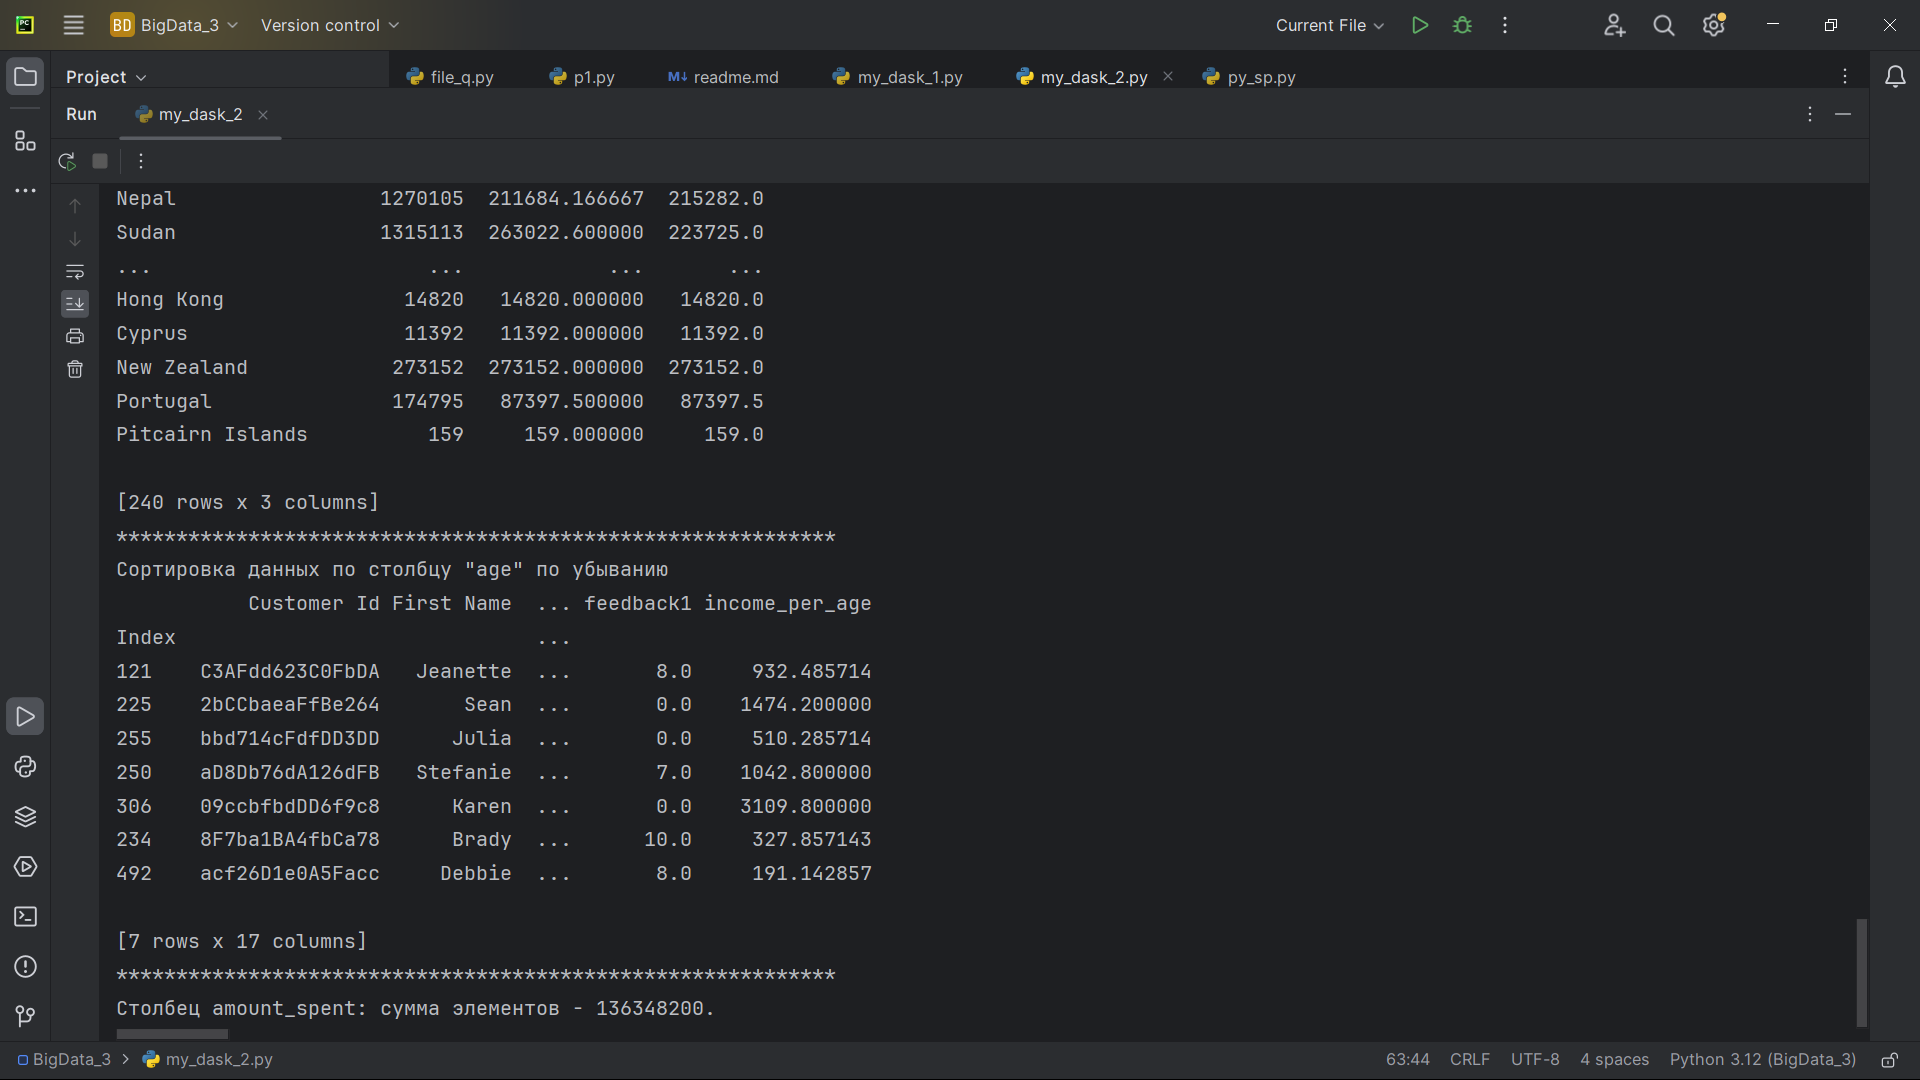 BD BigData_3 Version control Current File
Project file_q.py p1.py M↓ readme.md my_dask_1.py my_dask_2.py py_sp.py
Run my_dask_2
Nepal 1270105 211684.166667 215282.0
Sudan 1315113 263022.600000 223725.0
... ... ... ...
Hong Kong 14820 14820.000000 14820.0
Cyprus 11392 11392.000000 11392.0
New Zealand 273152 273152.000000 273152.0
Portugal 174795 87397.500000 87397.5
Pitcairn Islands 159 159.000000 159.0
[240 rows x 3 columns]
************************************************************
Сортировка данных по столбцу "age" по убыванию
Customer Id First Name ... feedback1 income_per_age
Index ...
121 C3AFdd623C0FbDA Jeanette ... 8.0 932.485714
225 2bCCbaeaFfBe264 Sean ... 0.0 1474.200000
255 bbd714cFdfDD3DD Julia ... 0.0 510.285714
250 aD8Db76dA126dFB Stefanie ... 7.0 1042.800000
306 09ccbfbdDD6f9c8 Karen ... 0.0 3109.800000
234 8F7ba1BA4fbCa78 Brady ... 10.0 327.857143
492 acf26D1e0A5Facc Debbie ... 8.0 191.142857
[7 rows x 17 columns]
************************************************************
Столбец amount_spent: сумма элементов - 136348200.
BigData_3 > my_dask_2.py 63:44 CRLF UTF-8 4 spaces Python 3.12 (BigData_3)